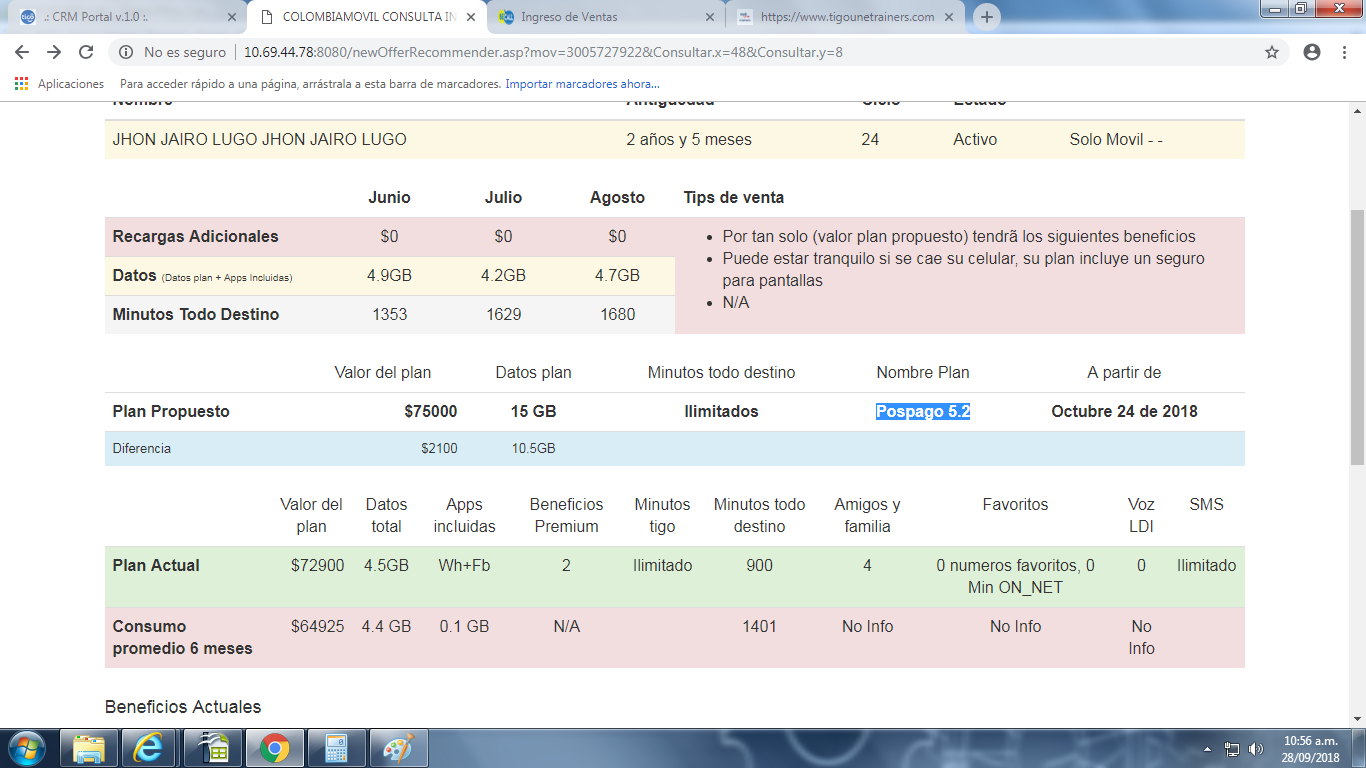 .: CRM Portal v.1.0 :.
COLOMBIAMOVIL CONSULTA IN
Ingreso de Ventas
https://www.tigounetrainers.com
No es seguro | 10.69.44.78:8080/newOfferRecommender.asp?mov=3005727922&Consultar.x=48&Consultar.y=8
Aplicaciones Para acceder rápido a una página, arrástrala a esta barra de marcadores. Importar marcadores ahora...
Nombre Antigüedad Ciclo Estado
JHON JAIRO LUGO JHON JAIRO LUGO 2 años y 5 meses 24 Activo Solo Movil - -
Junio Julio Agosto Tips de venta
Recargas Adicionales $0 $0 $0
Datos (Datos plan + Apps Incluidas) 4.9GB 4.2GB 4.7GB
Minutos Todo Destino 1353 1629 1680
Por tan solo (valor plan propuesto) tendrã los siguientes beneficios
Puede estar tranquilo si se cae su celular, su plan incluye un seguro
para pantallas
N/A
Valor del plan Datos plan Minutos todo destino Nombre Plan A partir de
Plan Propuesto $75000 15 GB Ilimitados Pospago 5.2 Octubre 24 de 2018
Diferencia $2100 10.5GB
Valor del plan Datos total Apps incluidas Beneficios Premium Minutos tigo Minutos todo destino Amigos y familia Favoritos Voz LDI SMS
Plan Actual $72900 4.5GB Wh+Fb 2 Ilimitado 900 4 0 numeros favoritos, 0 Min ON_NET 0 Ilimitado
Consumo promedio 6 meses $64925 4.4 GB 0.1 GB N/A 1401 No Info No Info No Info
Beneficios Actuales
10:56 a.m.
28/09/2018